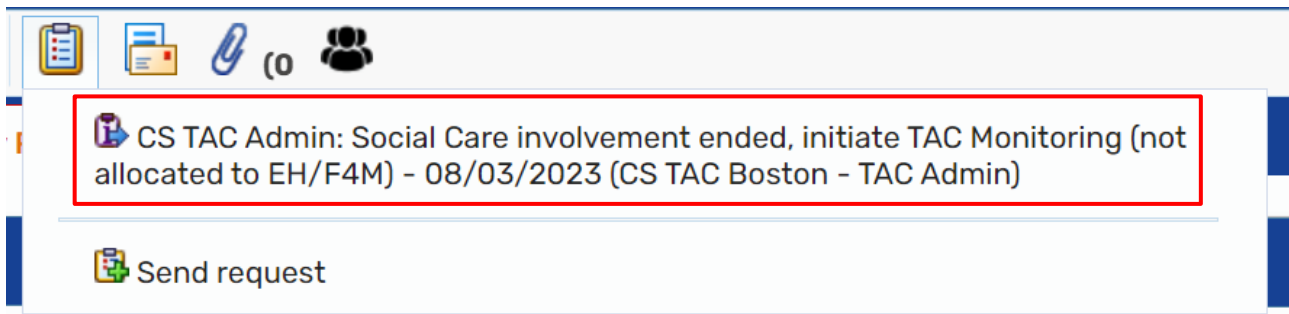 (0
CS TAC Admin: Social Care involvement ended, initiate TAC Monitoring (not
allocated to EH/F4M) - 08/03/2023 (CS TAC Boston - TAC Admin)
Send request